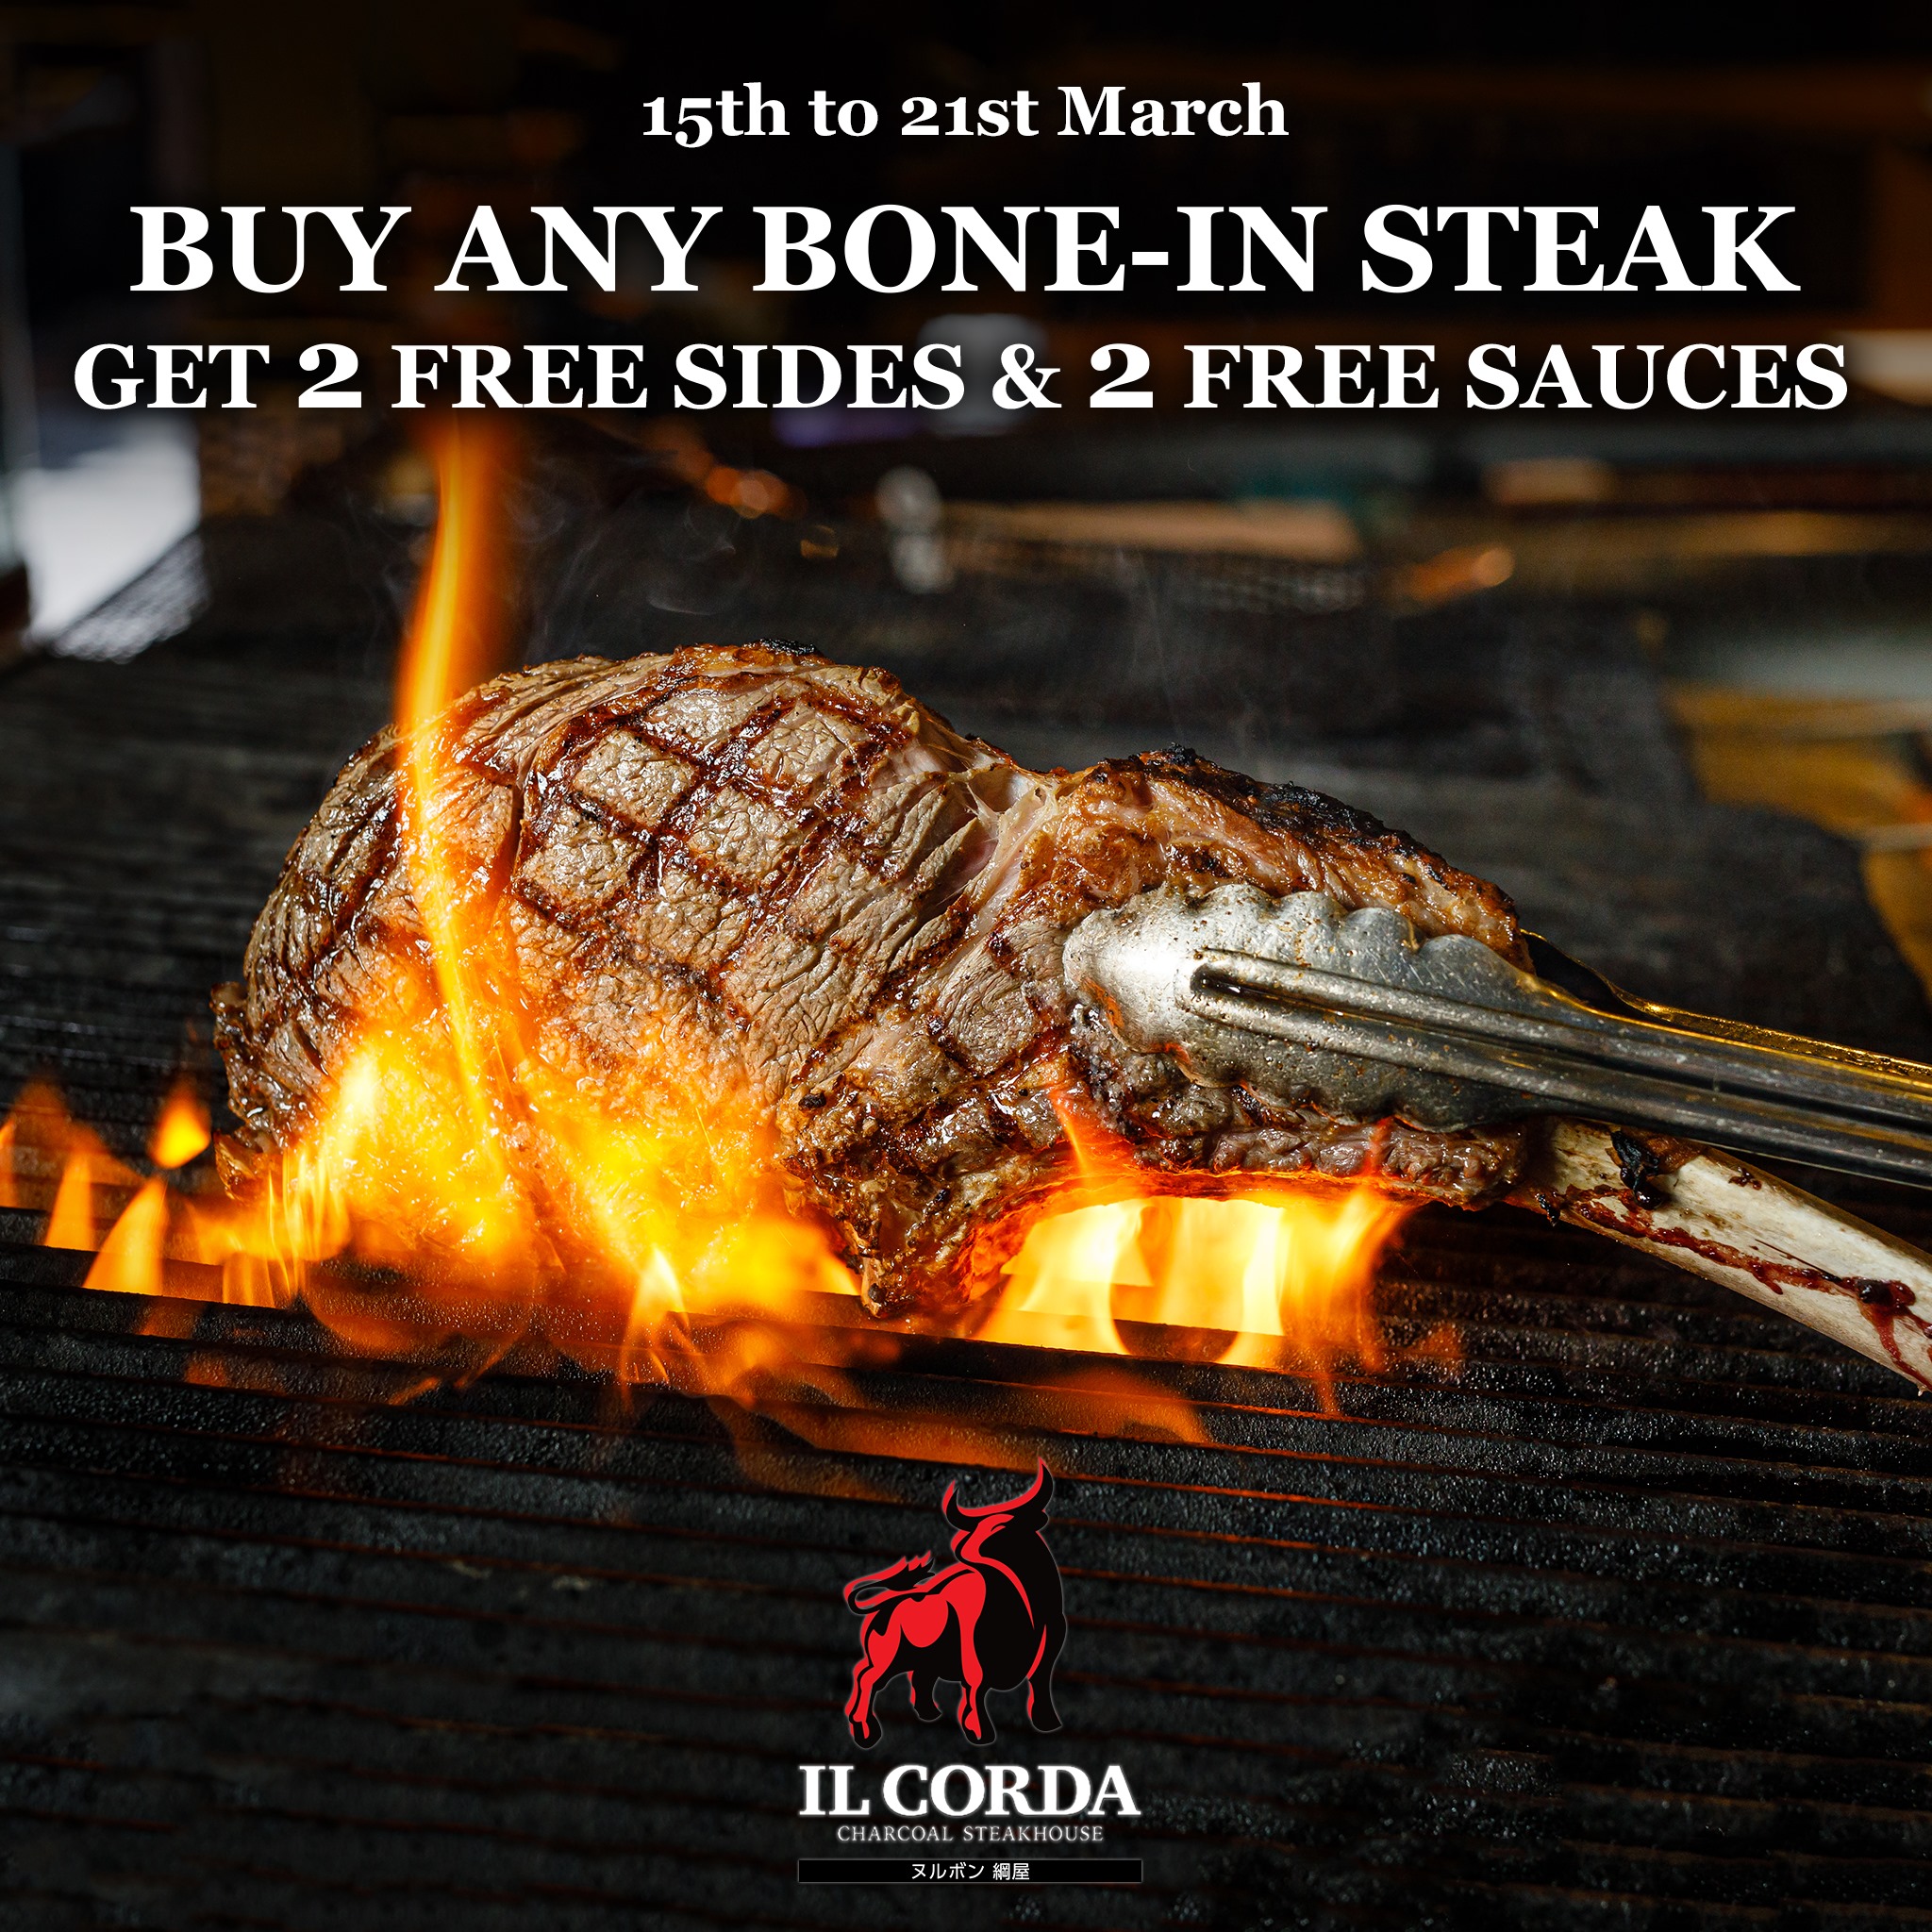 15th to 21st March
BUY ANY BONE-IN STEAK
GET 2 FREE SIDES & 2 FREE SAUCES
IL CORDA
CHARCOAL STEAKHOUSE
ヌルボン 綱屋